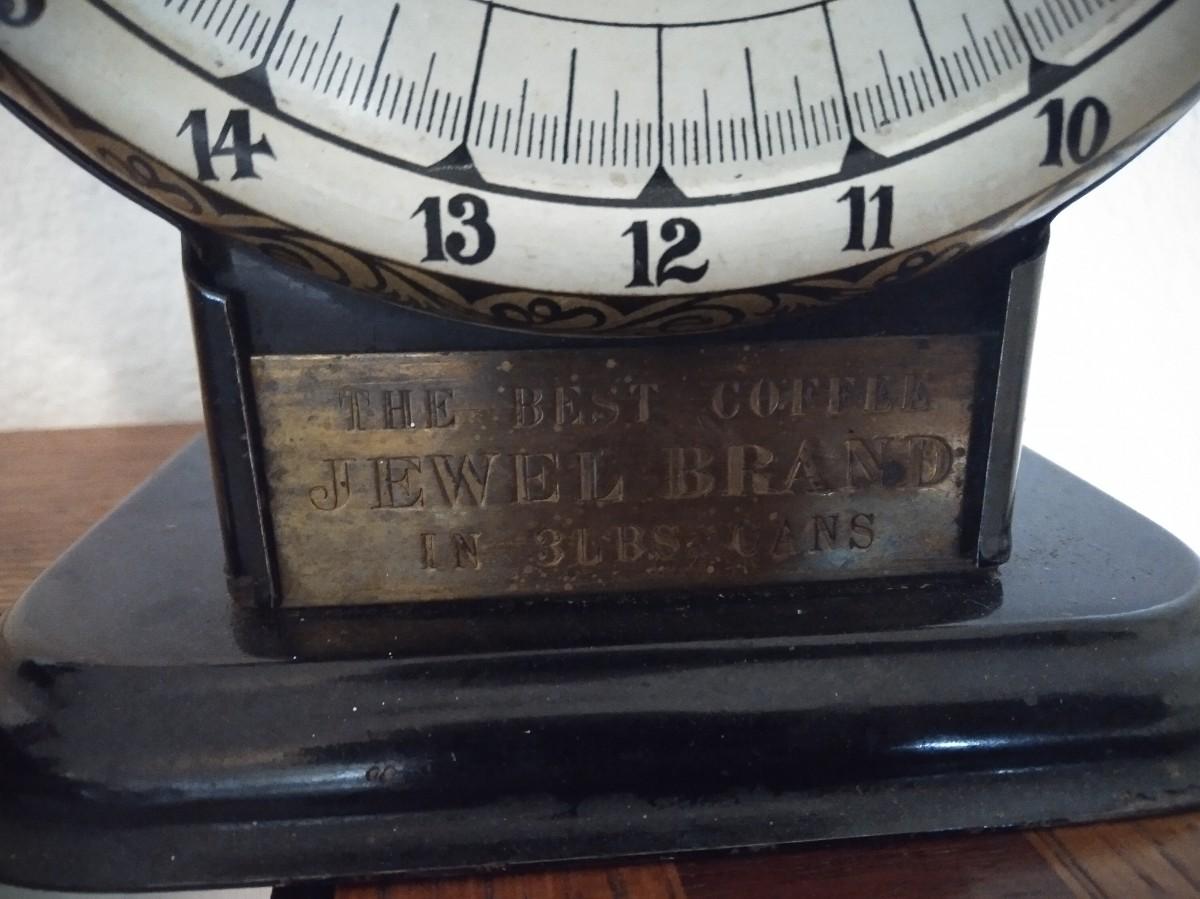 14 13 12 11 10
THE BEST COFFEE
JEWEL BRAND
IN 3LBS CANS